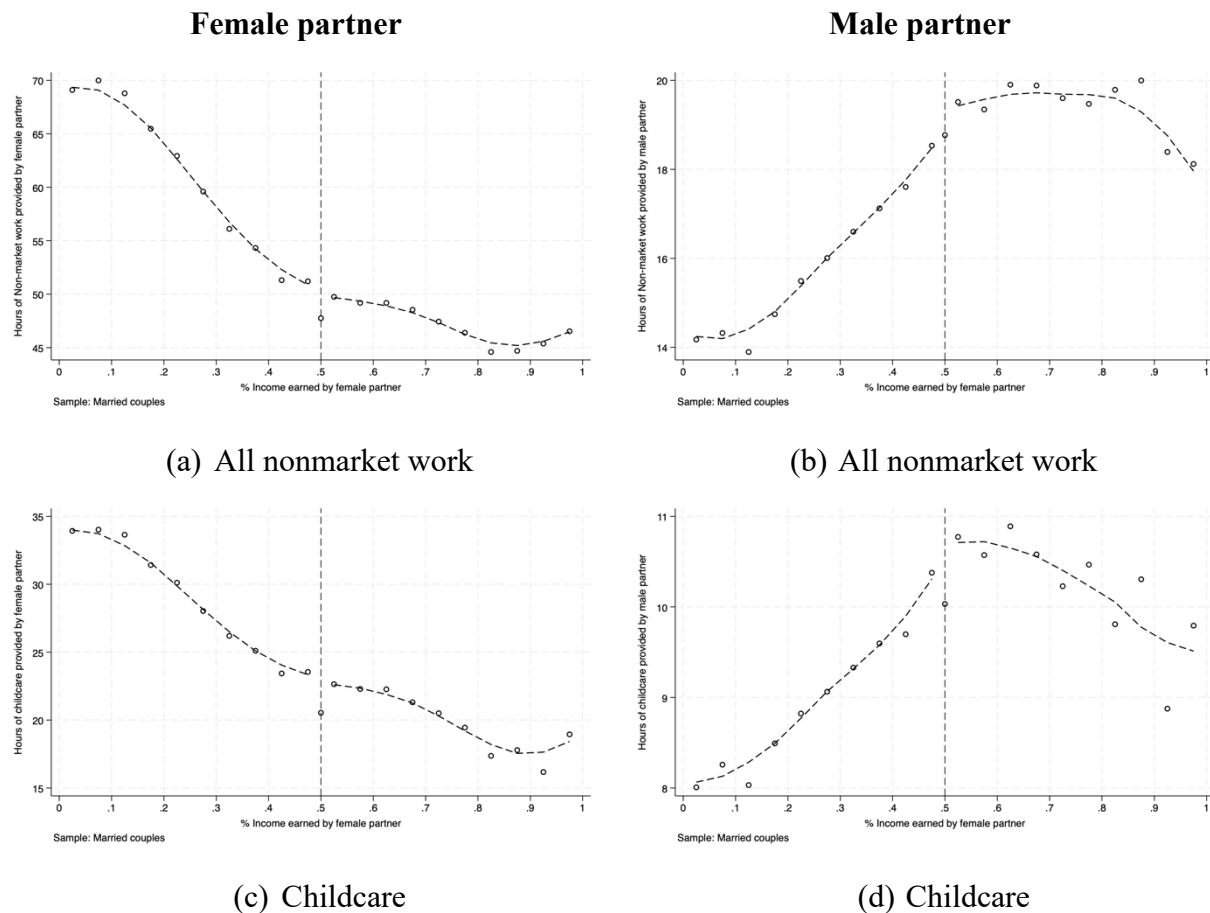 Female partner
Male partner
Hours of Non-market work provided by female partner
70
65
60
55
50
45
0 .1 .2 .3 .4 .5 .6 .7 .8 .9 1
% Income earned by female partner
Sample: Married couples
(a) All nonmarket work
Hours of Non-market work provided by male partner
20
18
16
14
0 .1 .2 .3 .4 .5 .6 .7 .8 .9 1
% Income earned by female partner
Sample: Married couples
(b) All nonmarket work
Hours of childcare provided by female partner
35
30
25
20
15
0 .1 .2 .3 .4 .5 .6 .7 .8 .9 1
% Income earned by female partner
Sample: Married couples
(c) Childcare
Hours of childcare provided by male partner
11
10
9
8
0 .1 .2 .3 .4 .5 .6 .7 .8 .9 1
% Income earned by female partner
Sample: Married couples
(d) Childcare